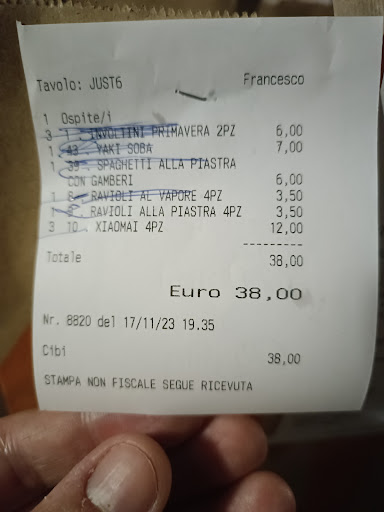 Tavolo: JUST6 Francesco
1 Ospite/i
3 1 . INVOLTINI PRIMAVERA 2PZ 6,00
1 43 . YAKI SOBA 7,00
1 39 . SPAGHETTI ALLA PIASTRA
CON GAMBERI 6,00
1 8 . RAVIOLI AL VAPORE 4PZ 3,50
1 9 . RAVIOLI ALLA PIASTRA 4PZ 3,50
3 10 . XIAOMAI 4PZ 12,00
----------
Totale 38,00
Euro 38,00
Nr. 8820 del 17/11/23 19.35
Cibi 38,00
STAMPA NON FISCALE SEGUE RICEVUTA